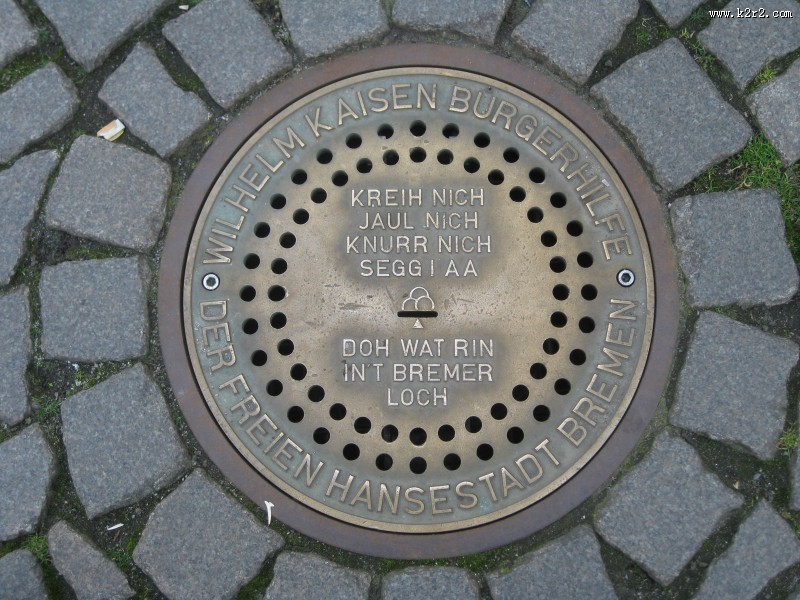 www.k2r2.com
WILHELM KAISEN BÜRGERHILFE
KREIH NICH
JAUL NICH
KNURR NICH
SEGG I AA
DOH WAT RIN
IN'T BREMER
LOCH
DER FREIEN HANSESTADT BREMEN